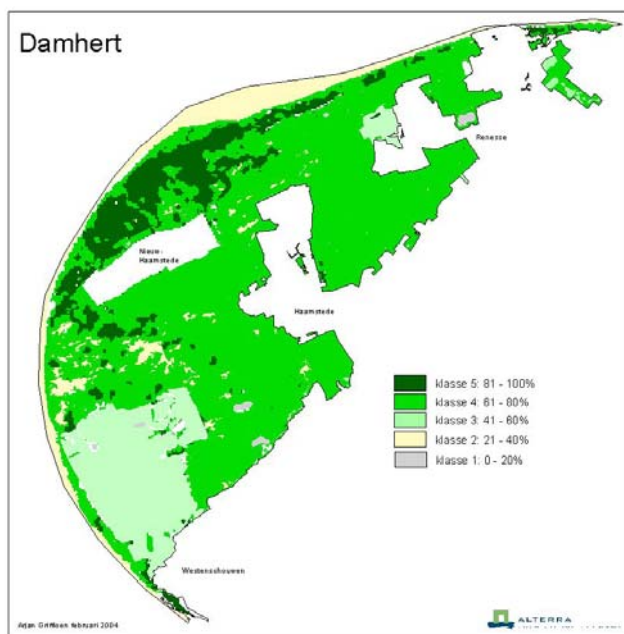 Damhert
Renesse
Nieuw-
Haamstede
Haamstede
klasse 5: 81 - 100%
klasse 4: 61 - 80%
klasse 3: 41 - 60%
klasse 2: 21 - 40%
klasse 1: 0 - 20%
Westenschouwen
Arjan Griffioen februari 2004
ALTERRA